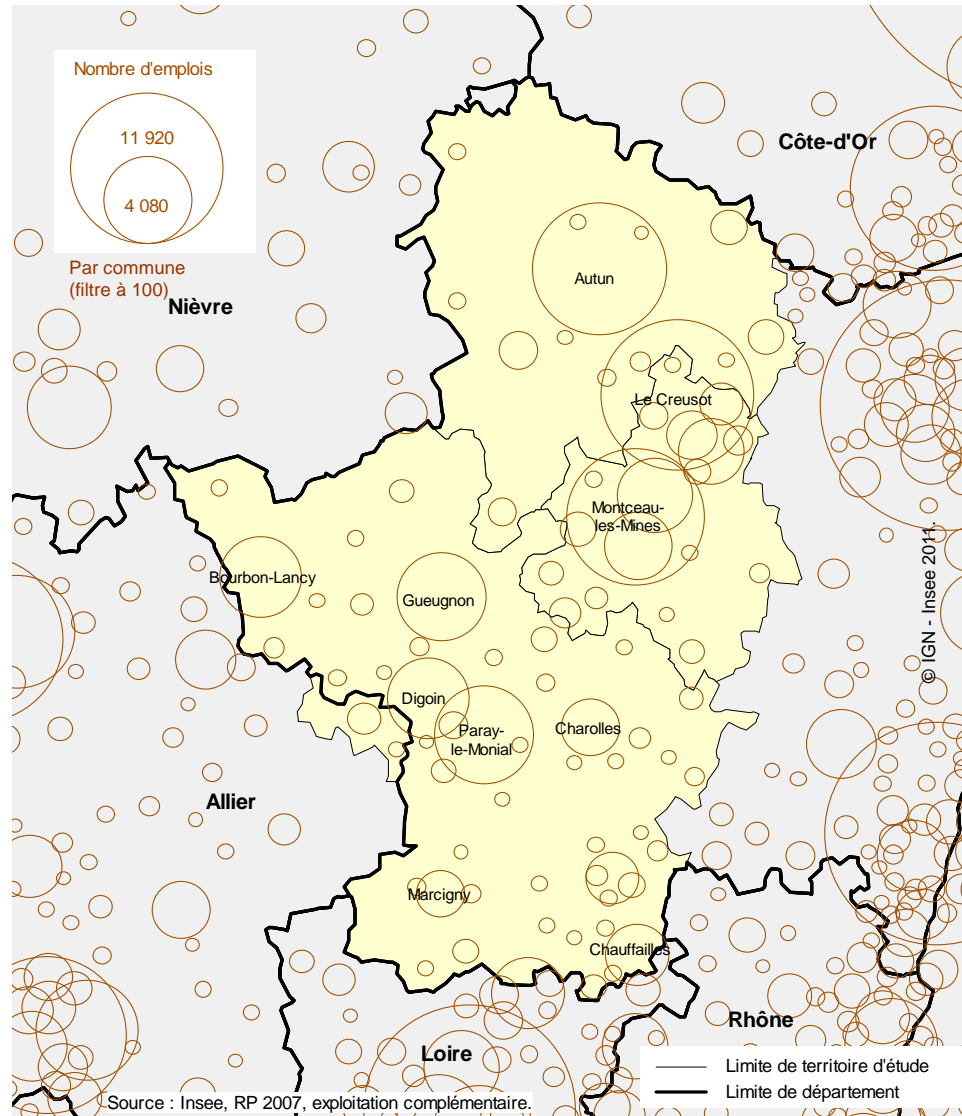 Nombre d'emplois
11 920
4 080
Par commune
(filtre à 100)
Nièvre
Côte-d'Or
Autun
Le Creusot
Montceau-
les-Mines
Bourbon-Lancy
Gueugnon
Digoin
Paray-
le-Monial
Charolles
Allier
Marcigny
Chauffailles
Rhône
Loire
© IGN - Insee 2011.
Limite de territoire d'étude
Limite de département
Source : Insee, RP 2007, exploitation complémentaire.